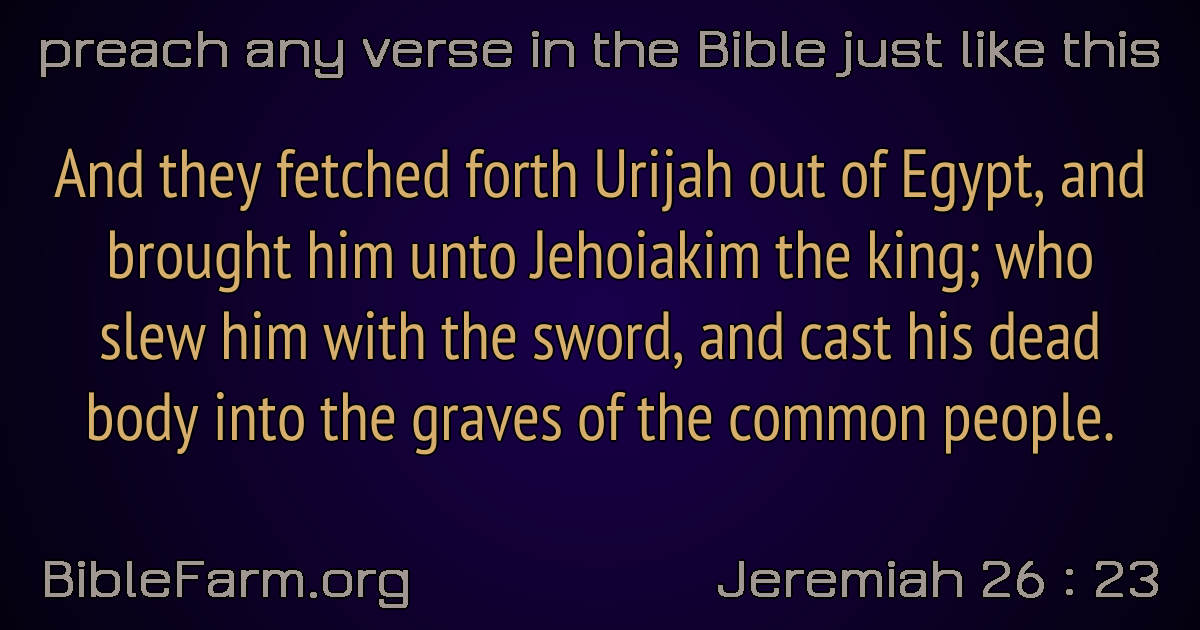 preach any verse in the Bible just like this
And they fetched forth Urijah out of Egypt, and
brought him unto Jehoiakim the king; who
slew him with the sword, and cast his dead
body into the graves of the common people.
BibleFarm.org
Jeremiah 26 : 23